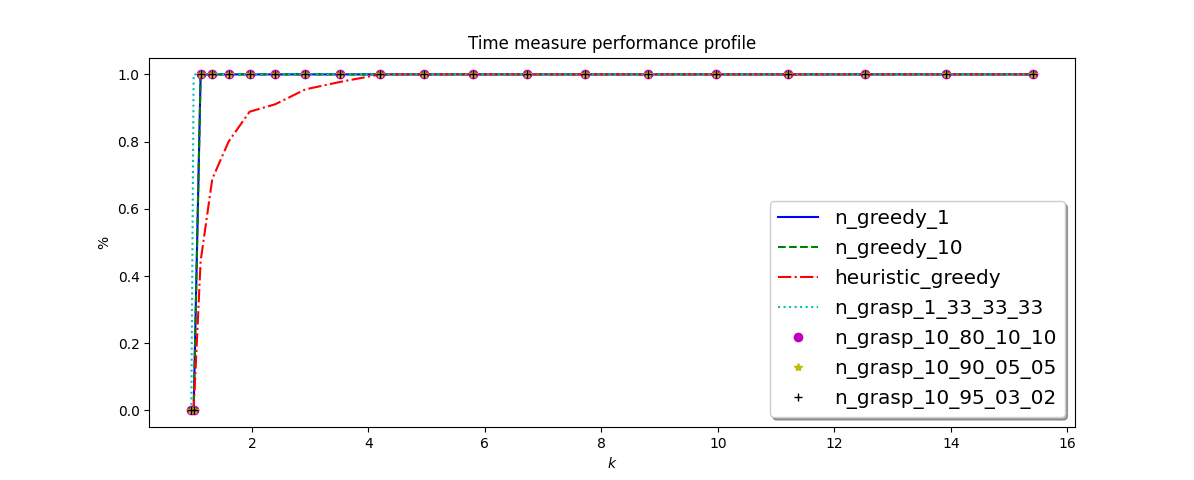 Time measure performance profile
1.0
0.8
0.6
0.4
0.2
0.0
%
2 4 6 8 10 12 14 16
k
n_greedy_1
n_greedy_10
heuristic_greedy
n_grasp_1_33_33_33
n_grasp_10_80_10_10
n_grasp_10_90_05_05
n_grasp_10_95_03_02